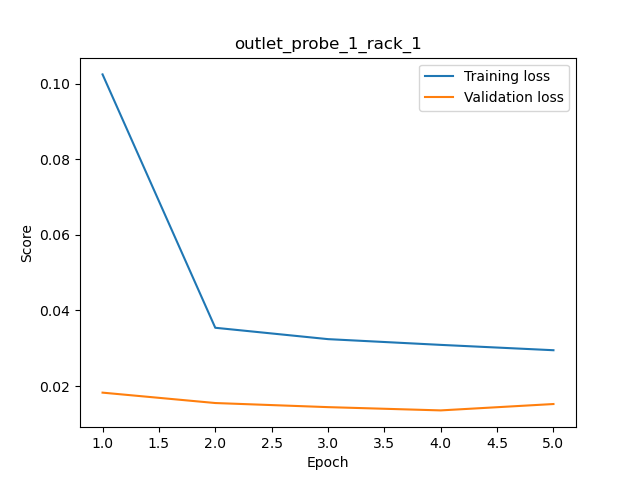 outlet_probe_1_rack_1
Training loss
Validation loss
0.10
0.08
0.06
0.04
0.02
Score
1.0 1.5 2.0 2.5 3.0 3.5 4.0 4.5 5.0
Epoch